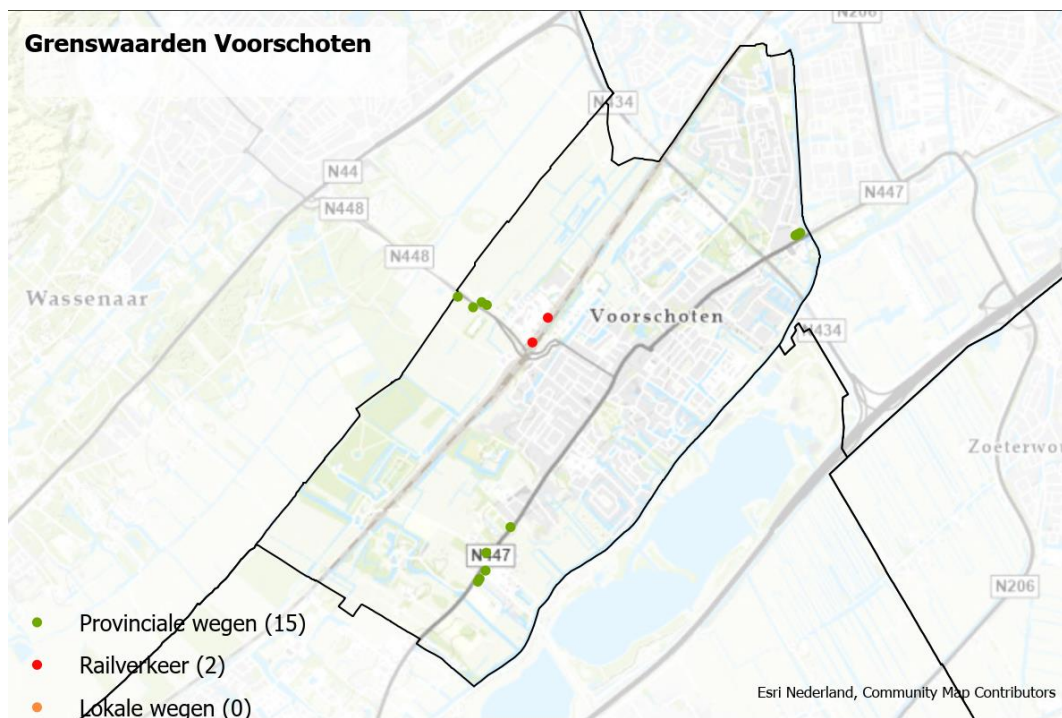 Grenswaarden Voorschoten
N206
N434
N44
N448
N447
N448
Wassenaar
Voorschoten
N434
Zoeterwou
N447
N206
Provinciale wegen (15)
Railverkeer (2)
Lokale wegen (0)
Esri Nederland, Community Map Contributors